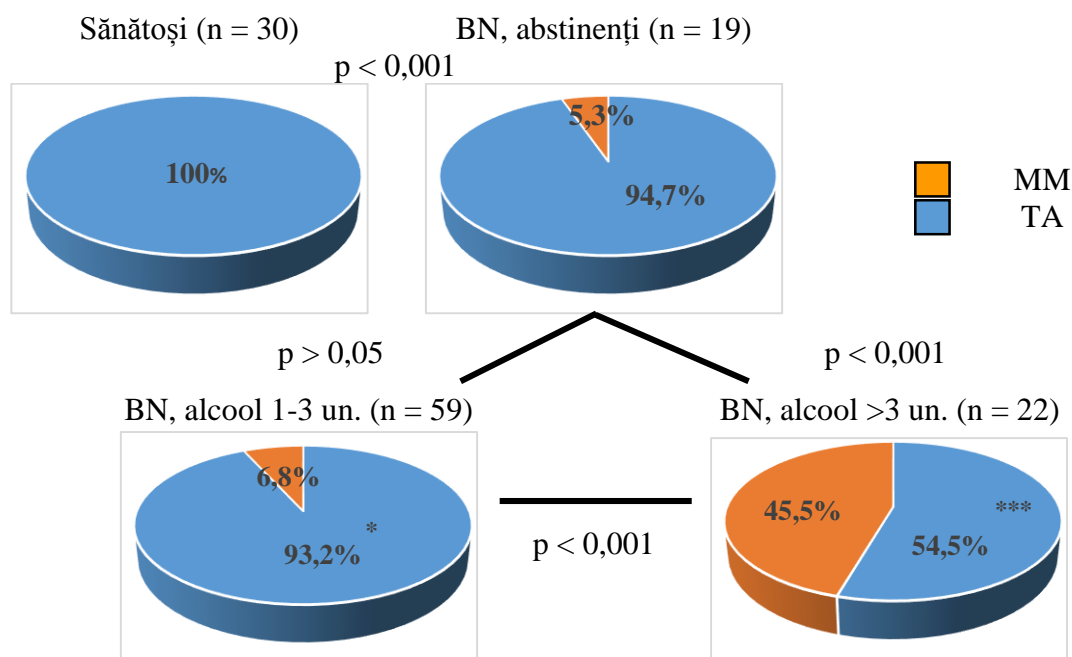 Sănătoși (n = 30)
BN, abstinenți (n = 19)
p < 0,001
100%
5,3%
94,7%
MM
TA
p > 0,05
p < 0,001
BN, alcool 1-3 un. (n = 59)
BN, alcool >3 un. (n = 22)
6,8%
*
93,2%
p < 0,001
45,5%
***
54,5%